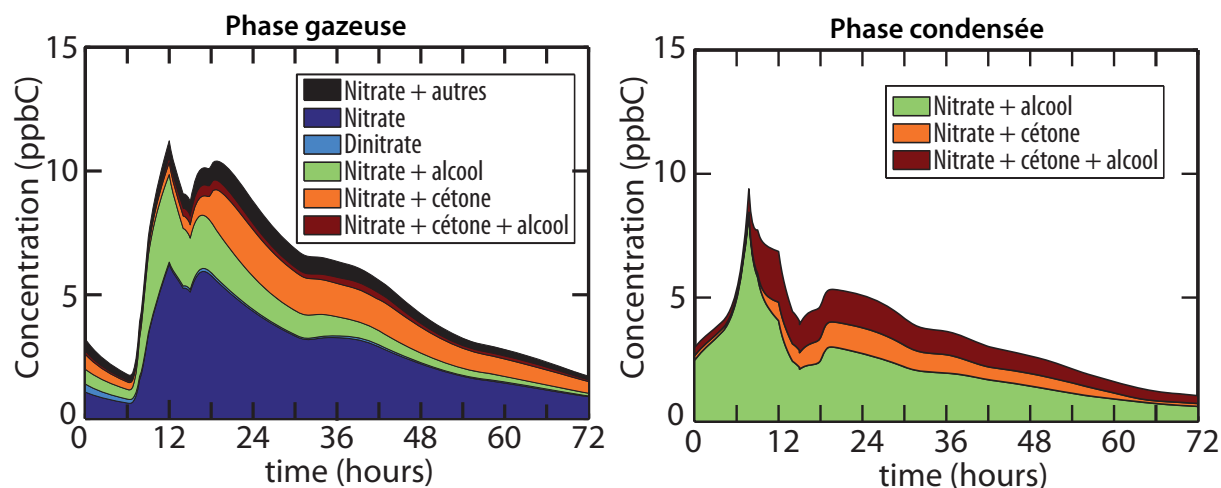 Phase gazeuse
15
10
5
0
Concentration (ppbC)
Nitrate + autres
Nitrate
Dinitrate
Nitrate + alcool
Nitrate + cétone
Nitrate + cétone + alcool
0 12 24 36 48 60 72
time (hours)
Phase condensée
15
10
5
0
Concentration (ppbC)
Nitrate + alcool
Nitrate + cétone
Nitrate + cétone + alcool
0 12 24 36 48 60 72
time (hours)